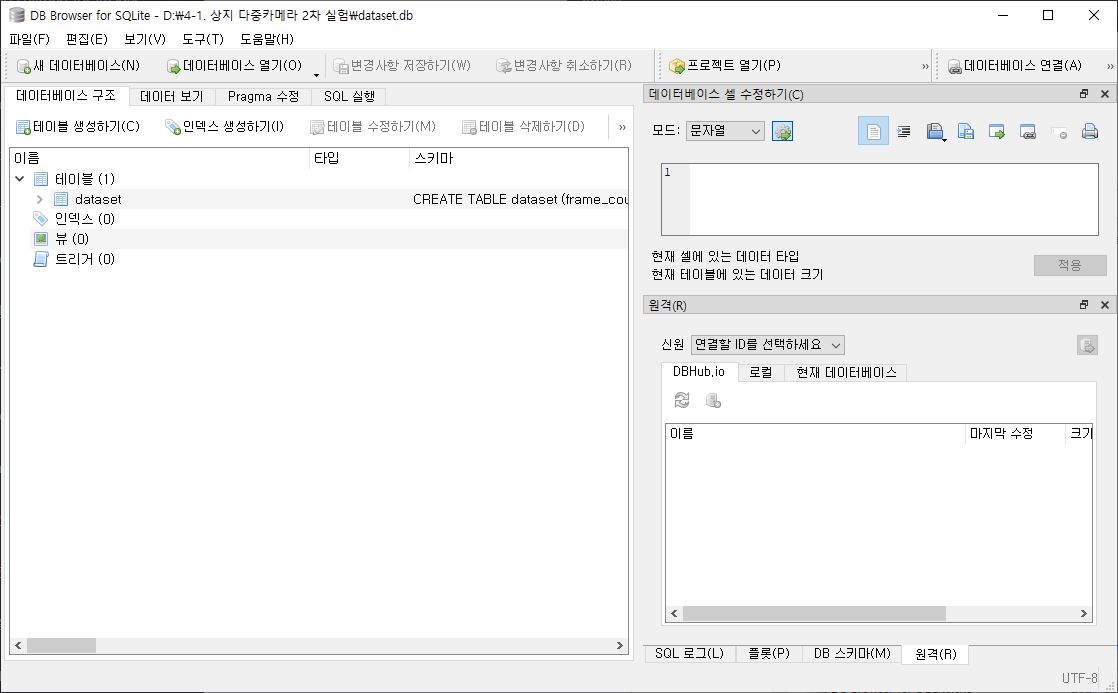 DB Browser for SQLite - D:₩4-1. 상지 다중카메라 2차 실험₩dataset.db
파일(F) 편집(E) 보기(V) 도구(T) 도움말(H)
새 데이터베이스(N) 데이터베이스 열기(O) 변경사항 저장하기(W) 변경사항 취소하기(R) 프로젝트 열기(P) » 데이터베이스 연결(A) »
데이터베이스 구조 데이터 보기 Pragma 수정 SQL 실행
테이블 생성하기(C) 인덱스 생성하기(I) 테이블 수정하기(M) 테이블 삭제하기(D) »
이름 타입 스키마
테이블 (1)
dataset CREATE TABLE dataset (frame_cou
인덱스 (0)
뷰 (0)
트리거 (0)
데이터베이스 셀 수정하기(C)
모드: 문자열
1
현재 셀에 있는 데이터 타입
현재 테이블에 있는 데이터 크기
적용
원격(R)
신원 연결할 ID를 선택하세요
DBHub.io 로컬 현재 데이터베이스
이름 마지막 수정 크기
SQL 로그(L) 플롯(P) DB 스키마(M) 원격(R)
UTF-8